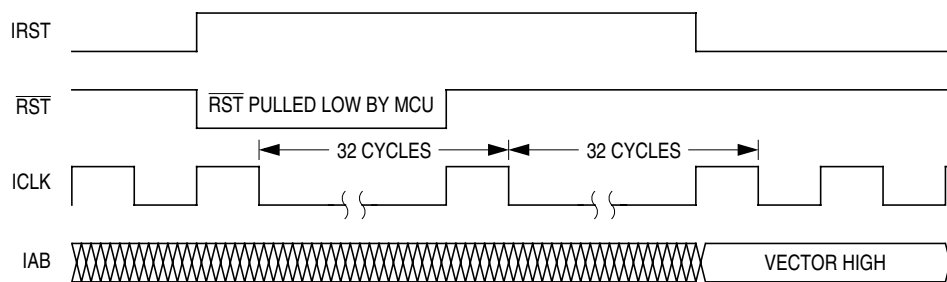 IRST
RST
RST PULLED LOW BY MCU
32 CYCLES
32 CYCLES
ICLK
IAB
VECTOR HIGH